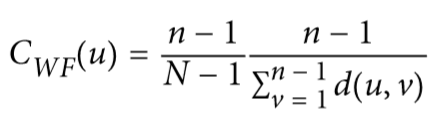 C_{WF}(u) = \frac{n-1}{N-1} \frac{n-1}{\sum_{v=1}^{n-1} d(u, v)}